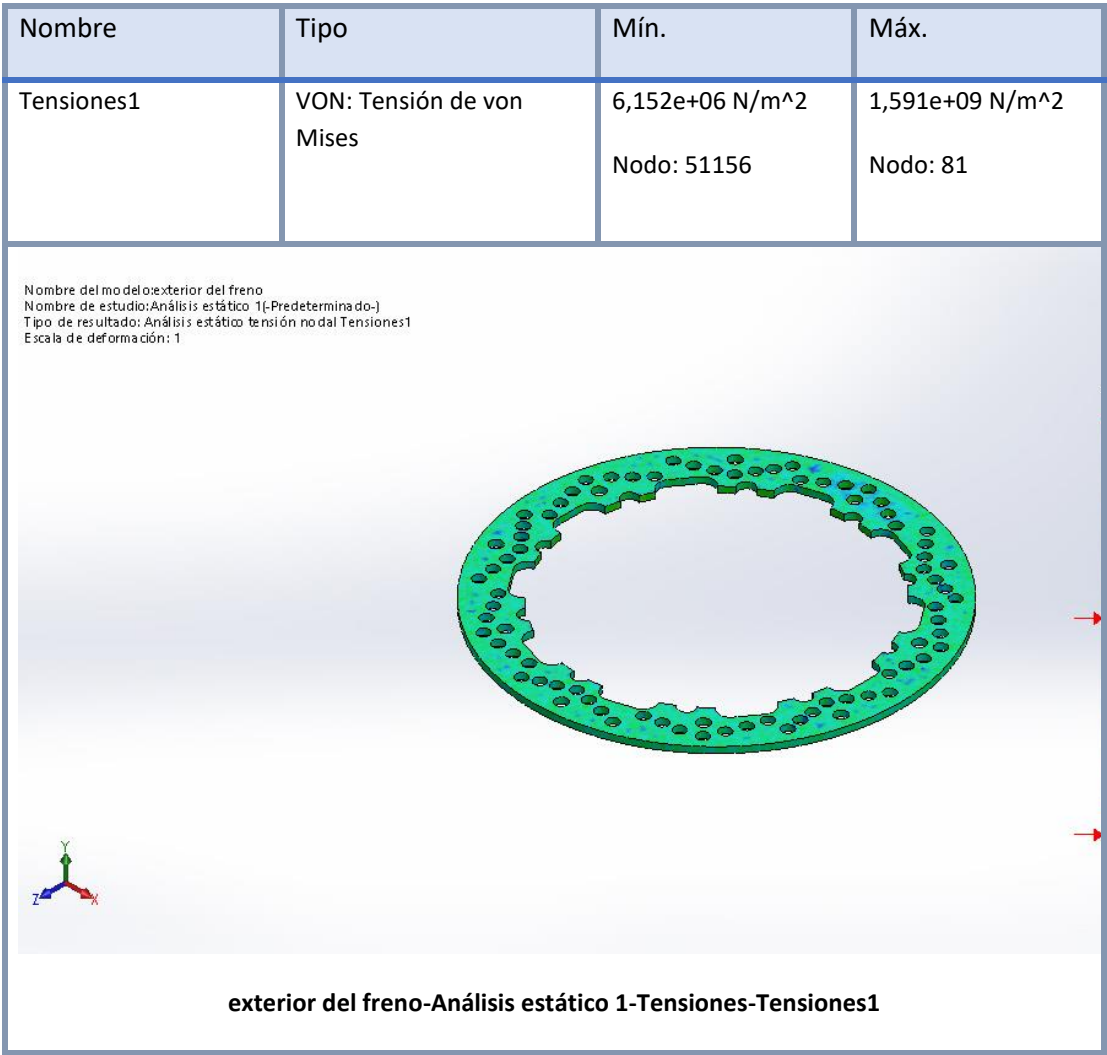 Nombre
Tipo
Mín.
Máx.
Tensiones1
VON: Tensión de von
Mises
6,152e+06 N/m^2
Nodo: 51156
1,591e+09 N/m^2
Nodo: 81
Nombre del modelo:exterior del freno
Nombre de estudio:Análisis estático 1(-Predeterminado-)
Tipo de resultado: Análisis estático tensión nodal Tensiones1
Escala de deformación: 1
Y
Z
X
exterior del freno-Análisis estático 1-Tensiones-Tensiones1